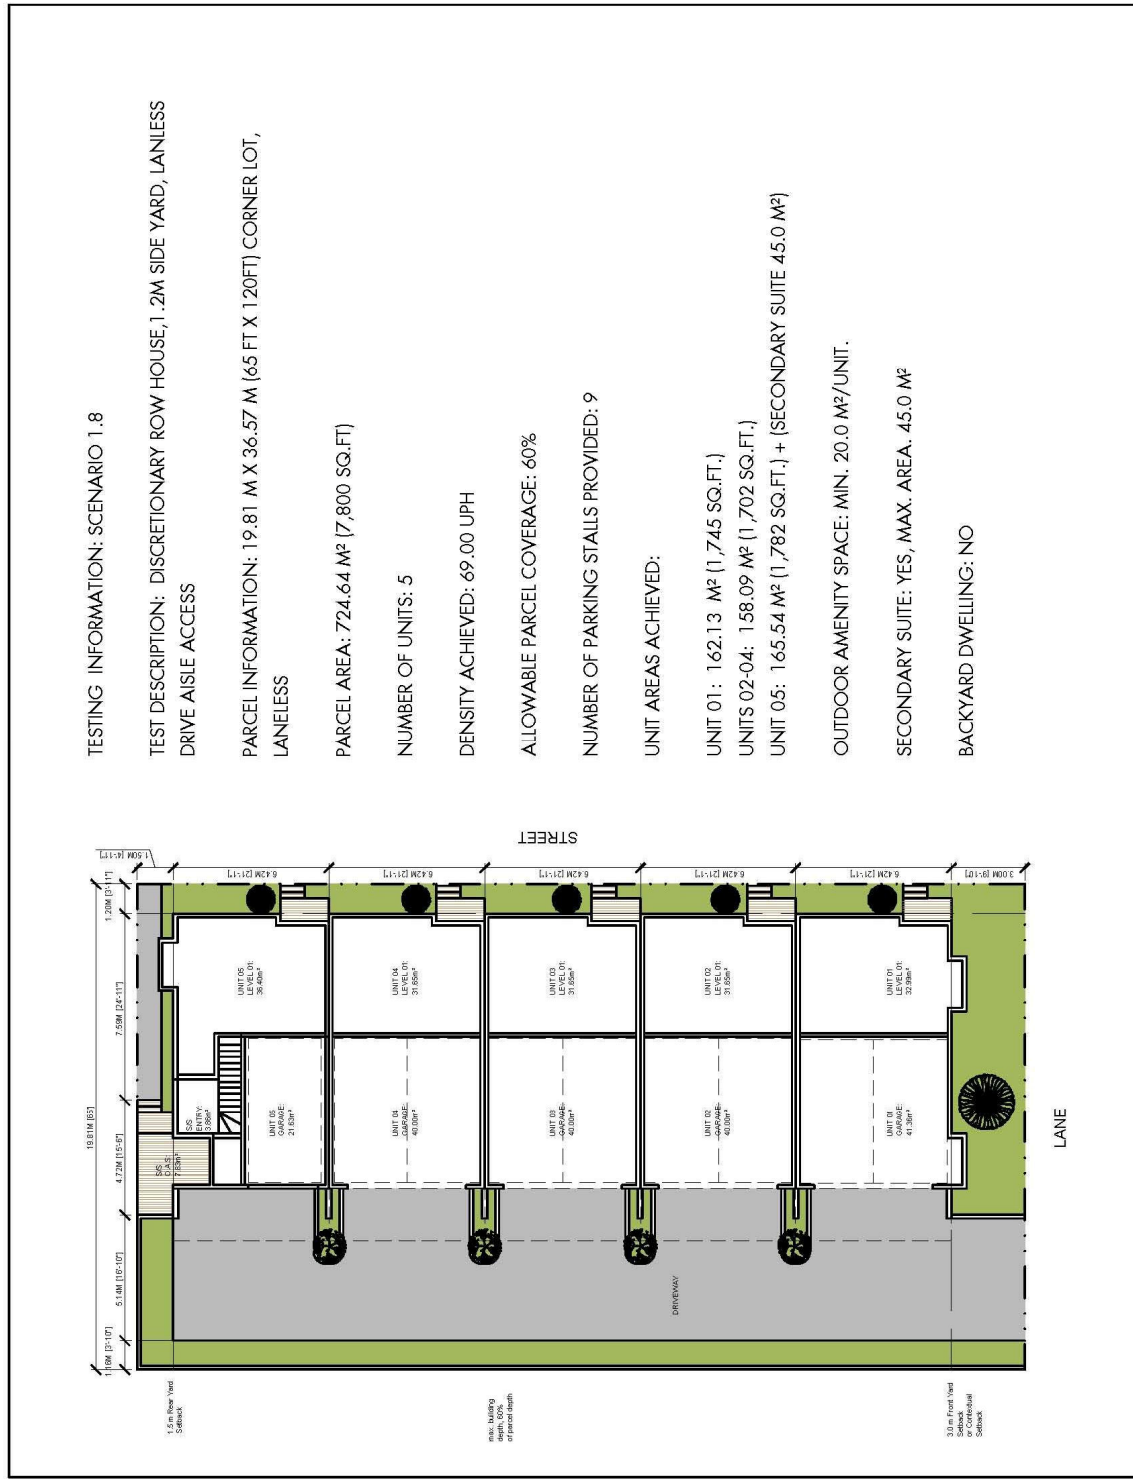 TESTING INFORMATION: SCENARIO 1.8
TEST DESCRIPTION: DISCRETIONARY ROW HOUSE,1.2M SIDE YARD, LANLESS
DRIVE AISLE ACCESS
PARCEL INFORMATION: 19.81 M X 36.57 M (65 FT X 120FT) CORNER LOT,
LANELESS
PARCEL AREA: 724.64 M² (7,800 SQ.FT)
NUMBER OF UNITS: 5
DENSITY ACHIEVED: 69.00 UPH
ALLOWABLE PARCEL COVERAGE: 60%
NUMBER OF PARKING STALLS PROVIDED: 9
UNIT AREAS ACHIEVED:
UNIT 01: 162.13 M² (1,745 SQ.FT.)
UNITS 02-04: 158.09 M² (1,702 SQ.FT.)
UNIT 05: 165.54 M² (1,782 SQ.FT.) + (SECONDARY SUITE 45.0 M²)
OUTDOOR AMENITY SPACE: MIN. 20.0 M²/UNIT.
SECONDARY SUITE: YES, MAX. AREA. 45.0 M²
BACKYARD DWELLING: NO
STREET
LANE
1.50M [4'-11"]
6.42M [21'-1"]
6.42M [21'-1"]
6.42M [21'-1"]
6.42M [21'-1"]
6.42M [21'-1"]
3.00M [9'-10"]
19.81M [65']
1.20M [3'-11"]
7.59M [24'-11"]
4.72M [15'-6"]
5.14M [16'-10"]
1.16M [3'-10"]
UNIT 05
LEVEL 01:
36.40m²
UNIT 04
LEVEL 01:
31.65m²
UNIT 03
LEVEL 01:
31.65m²
UNIT 02
LEVEL 01:
31.65m²
UNIT 01
LEVEL 01:
32.99m²
S/S
ENTRY:
S/S
O.A.S:
7.83m²
UNIT 05
GARAGE:
21.63m²
UNIT 04
GARAGE:
40.00m²
UNIT 03
GARAGE:
40.00m²
UNIT 02
GARAGE:
40.00m²
UNIT 01
GARAGE:
41.36m²
DRIVEWAY
1.5 m Rear Yard
Setback
max. building
depth, 60%
of parcel depth
3.0 m Front Yard
Setback
or Contextual
Setback